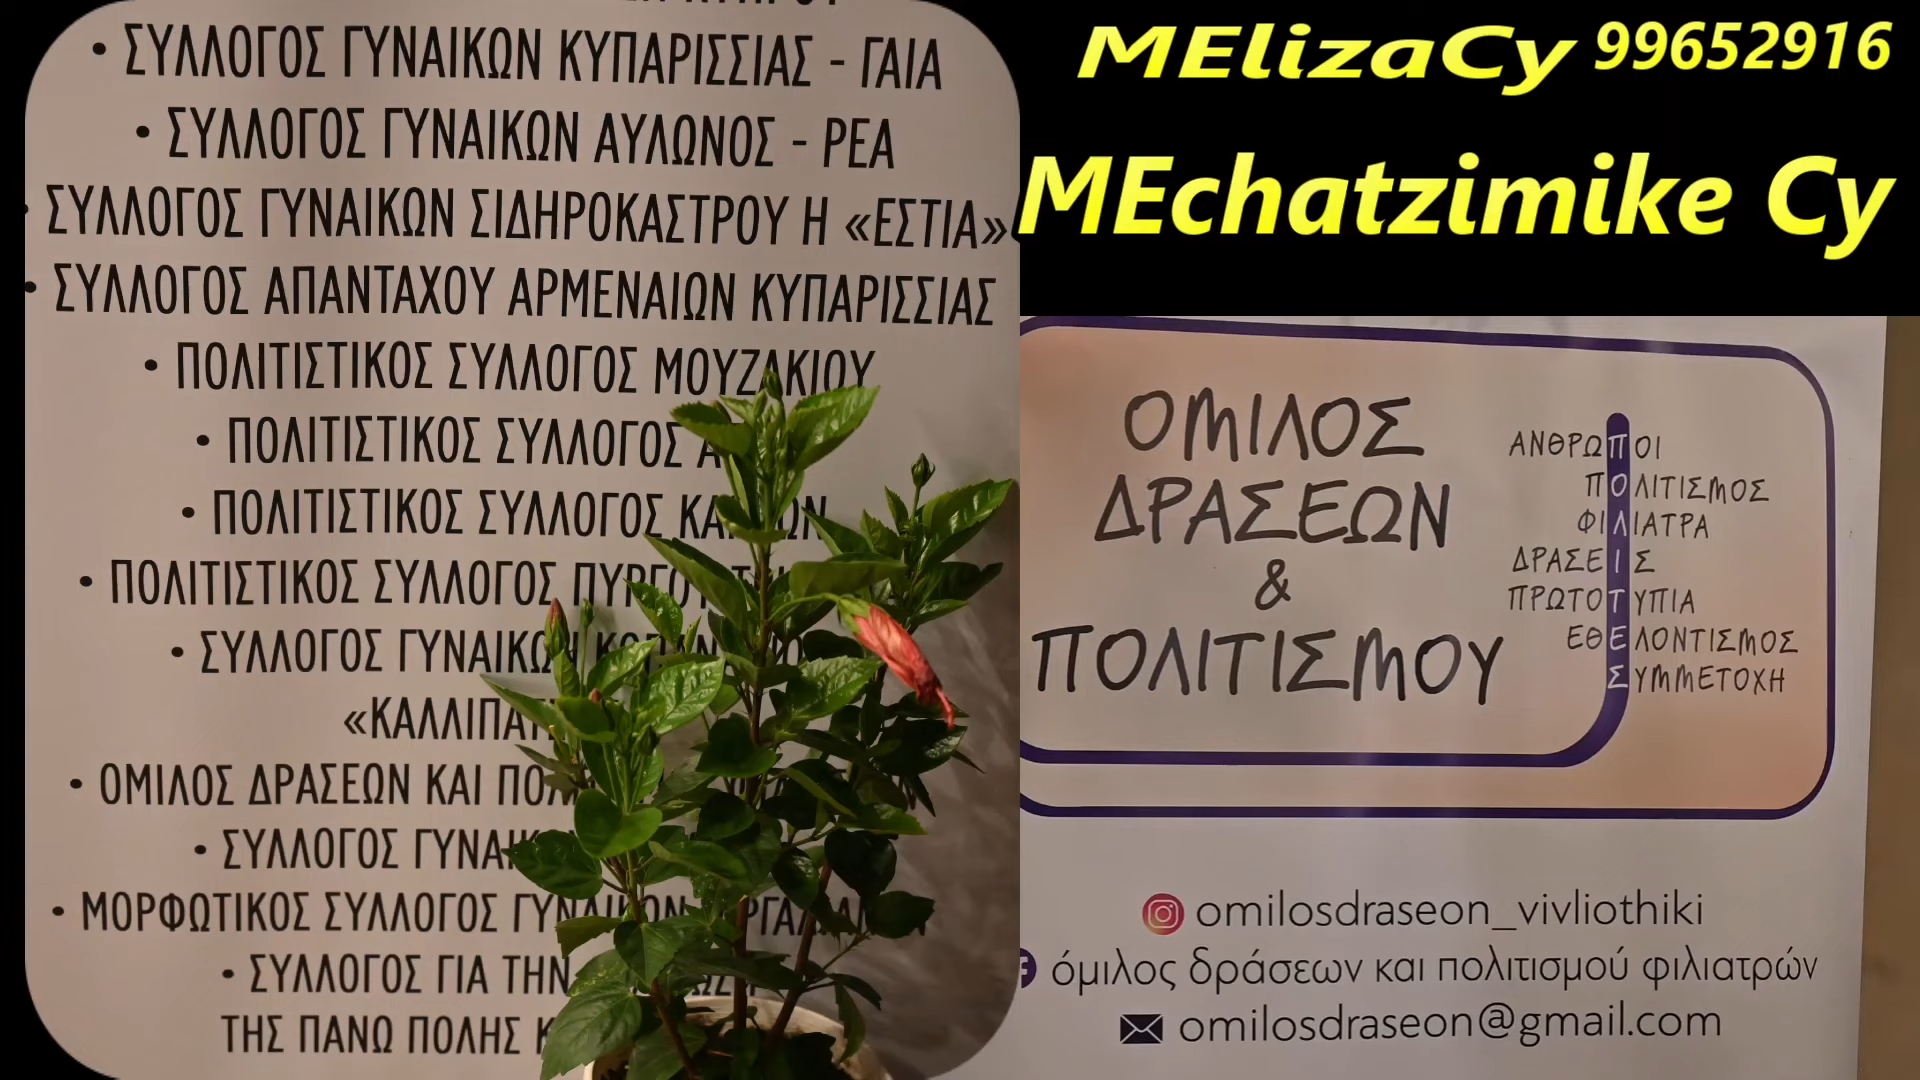 • ΣΥΛΛΟΓΟΣ ΓΥΝΑΙΚΩΝ ΚΥΠΑΡΙΣΣΙΑΣ - ΓΑΙΑ
• ΣΥΛΛΟΓΟΣ ΓΥΝΑΙΚΩΝ ΑΥΛΩΝΟΣ - ΡΕΑ
• ΣΥΛΛΟΓΟΣ ΓΥΝΑΙΚΩΝ ΣΙΔΗΡΟΚΑΣΤΡΟΥ Η «ΕΣΤΙΑ»
• ΣΥΛΛΟΓΟΣ ΑΠΑΝΤΑΧΟΥ ΑΡΜΕΝΑΙΩΝ ΚΥΠΑΡΙΣΣΙΑΣ
• ΠΟΛΙΤΙΣΤΙΚΟΣ ΣΥΛΛΟΓΟΣ ΜΟΥΖΑΚΙΟΥ
• ΠΟΛΙΤΙΣΤΙΚΟΣ ΣΥΛΛΟΓΟΣ
• ΠΟΛΙΤΙΣΤΙΚΟΣ ΣΥΛΛΟΓΟΣ
• ΠΟΛΙΤΙΣΤΙΚΟΣ ΣΥΛΛΟΓΟΣ
• ΣΥΛΛΟΓΟΣ ΓΥΝΑΙΚΩΝ
• ΟΜΙΛΟΣ ΔΡΑΣΕΩΝ ΚΑΙ
• ΣΥΛΛΟΓΟΣ
• ΜΟΡΦΩΤΙΚΟΣ ΣΥΛΛΟΓΟΣ ΓΥΝΑΙΚΩΝ
• ΣΥΛΛΟΓΟΣ ΓΙΑ ΤΗΝ
ΤΗΣ ΠΑΝΩ ΠΟΛΗΣ
MElizaCy 99652916
MEchatzimike Cy
ΟΜΙΛΟΣ
ΔΡΑΣΕΩΝ
&
ΠΟΛΙΤΙΣΜΟΥ
ΑΝΘΡΩΠΟΙ
ΠΟΛΙΤΙΣΜΟΣ
ΦΙΛΙΑΤΡΑ
ΔΡΑΣΕΙΣ
ΠΡΩΤΟΤΥΠΙΑ
ΕΘΕΛΟΝΤΙΣΜΟΣ
ΣΥΜΜΕΤΟΧΗ
omilosdraseon_vivliothiki
όμιλος δράσεων και πολιτισμού φιλιατρών
omilosdraseon@gmail.com